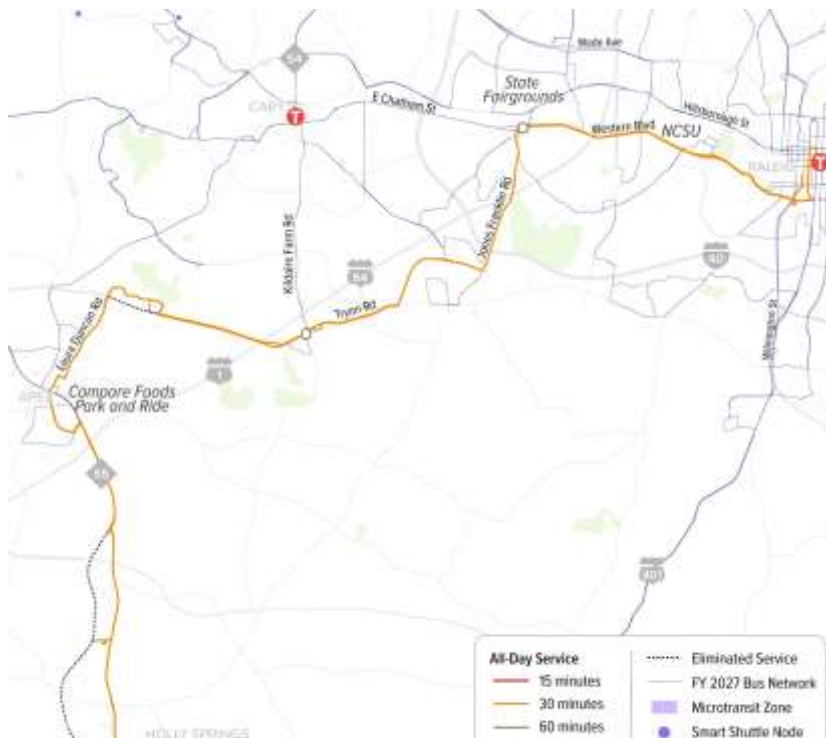 Wade Ave
54
State
Fairgrounds
CARY
E Chatham St
Hillsborough St
Western Blvd
NCSU
RALEIGH
T
T
Jones Franklin Rd
Kildaire Farm Rd
64
40
Tryon Rd
Laura Duncan Rd
Wilmington St
1
Compare Foods
Park and Ride
APEX
55
401
HOLLY SPRINGS
All-Day Service
15 minutes
30 minutes
60 minutes
Eliminated Service
FY 2027 Bus Network
Microtransit Zone
Smart Shuttle Node